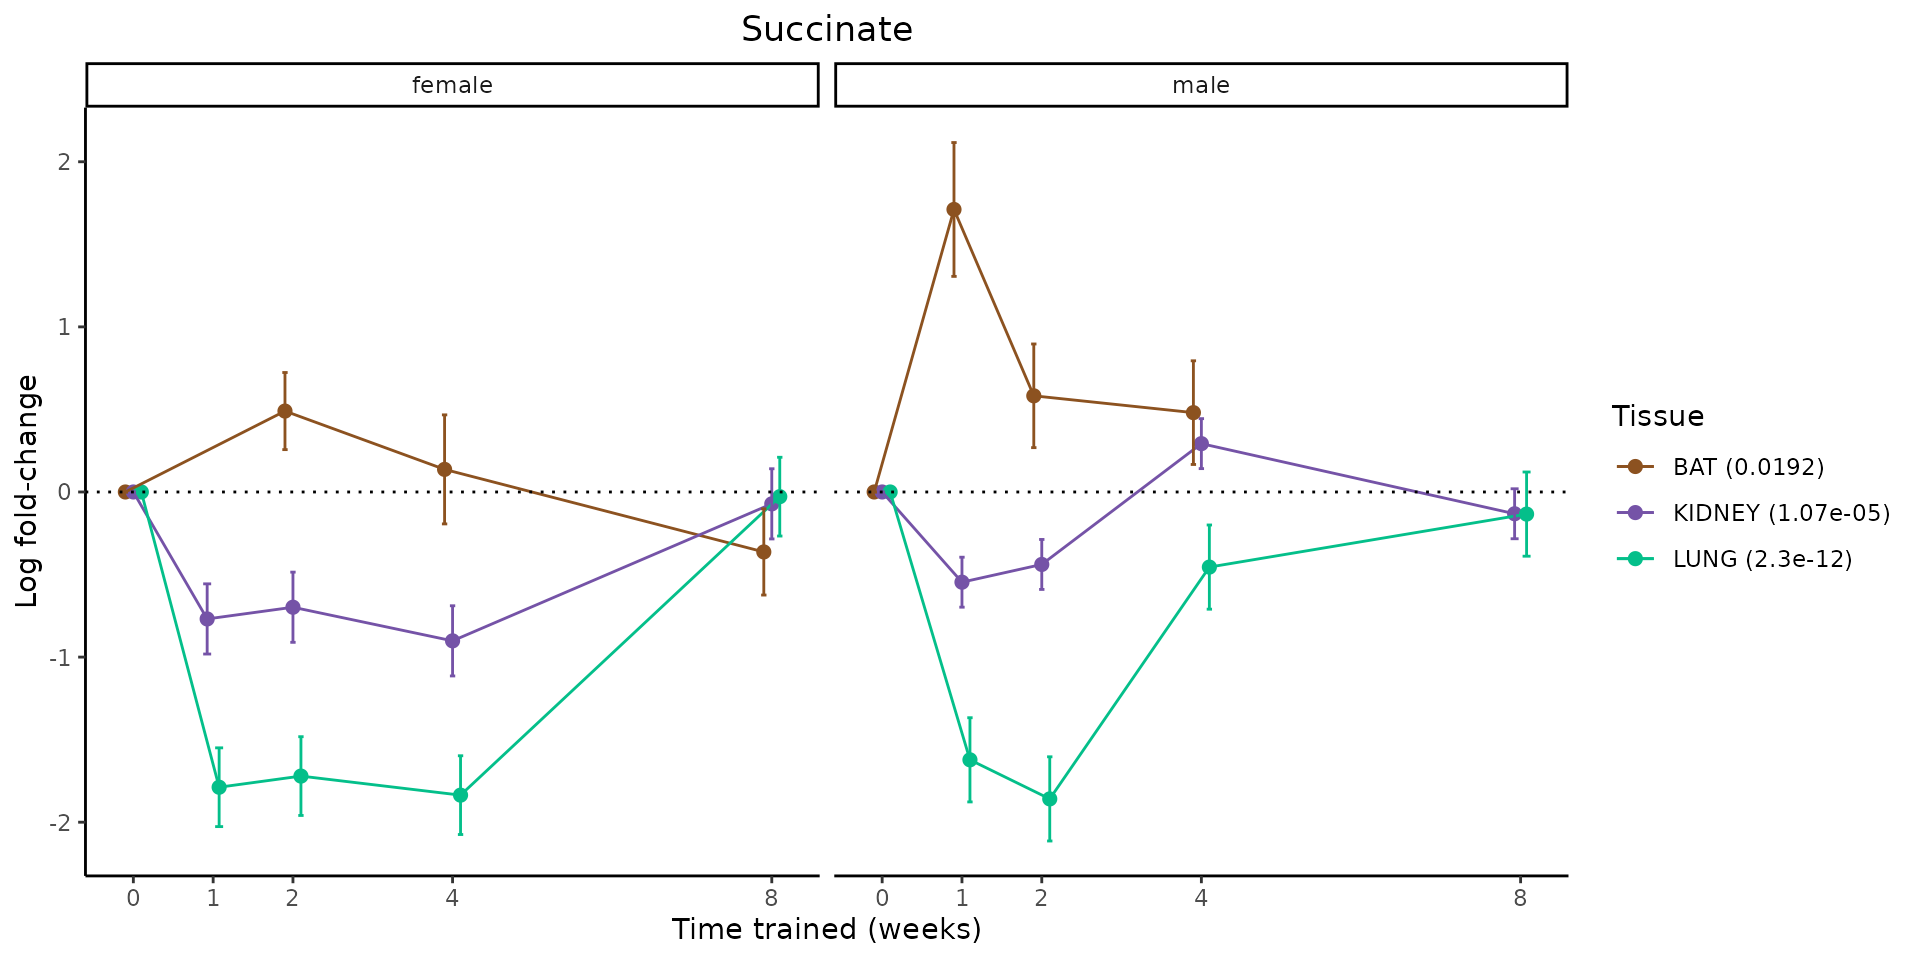 Succinate
female
male
Log fold-change
2
1
0
-1
-2
0 1 2 4 8
0 1 2 4 8
Time trained (weeks)
Tissue
BAT (0.0192)
KIDNEY (1.07e-05)
LUNG (2.3e-12)